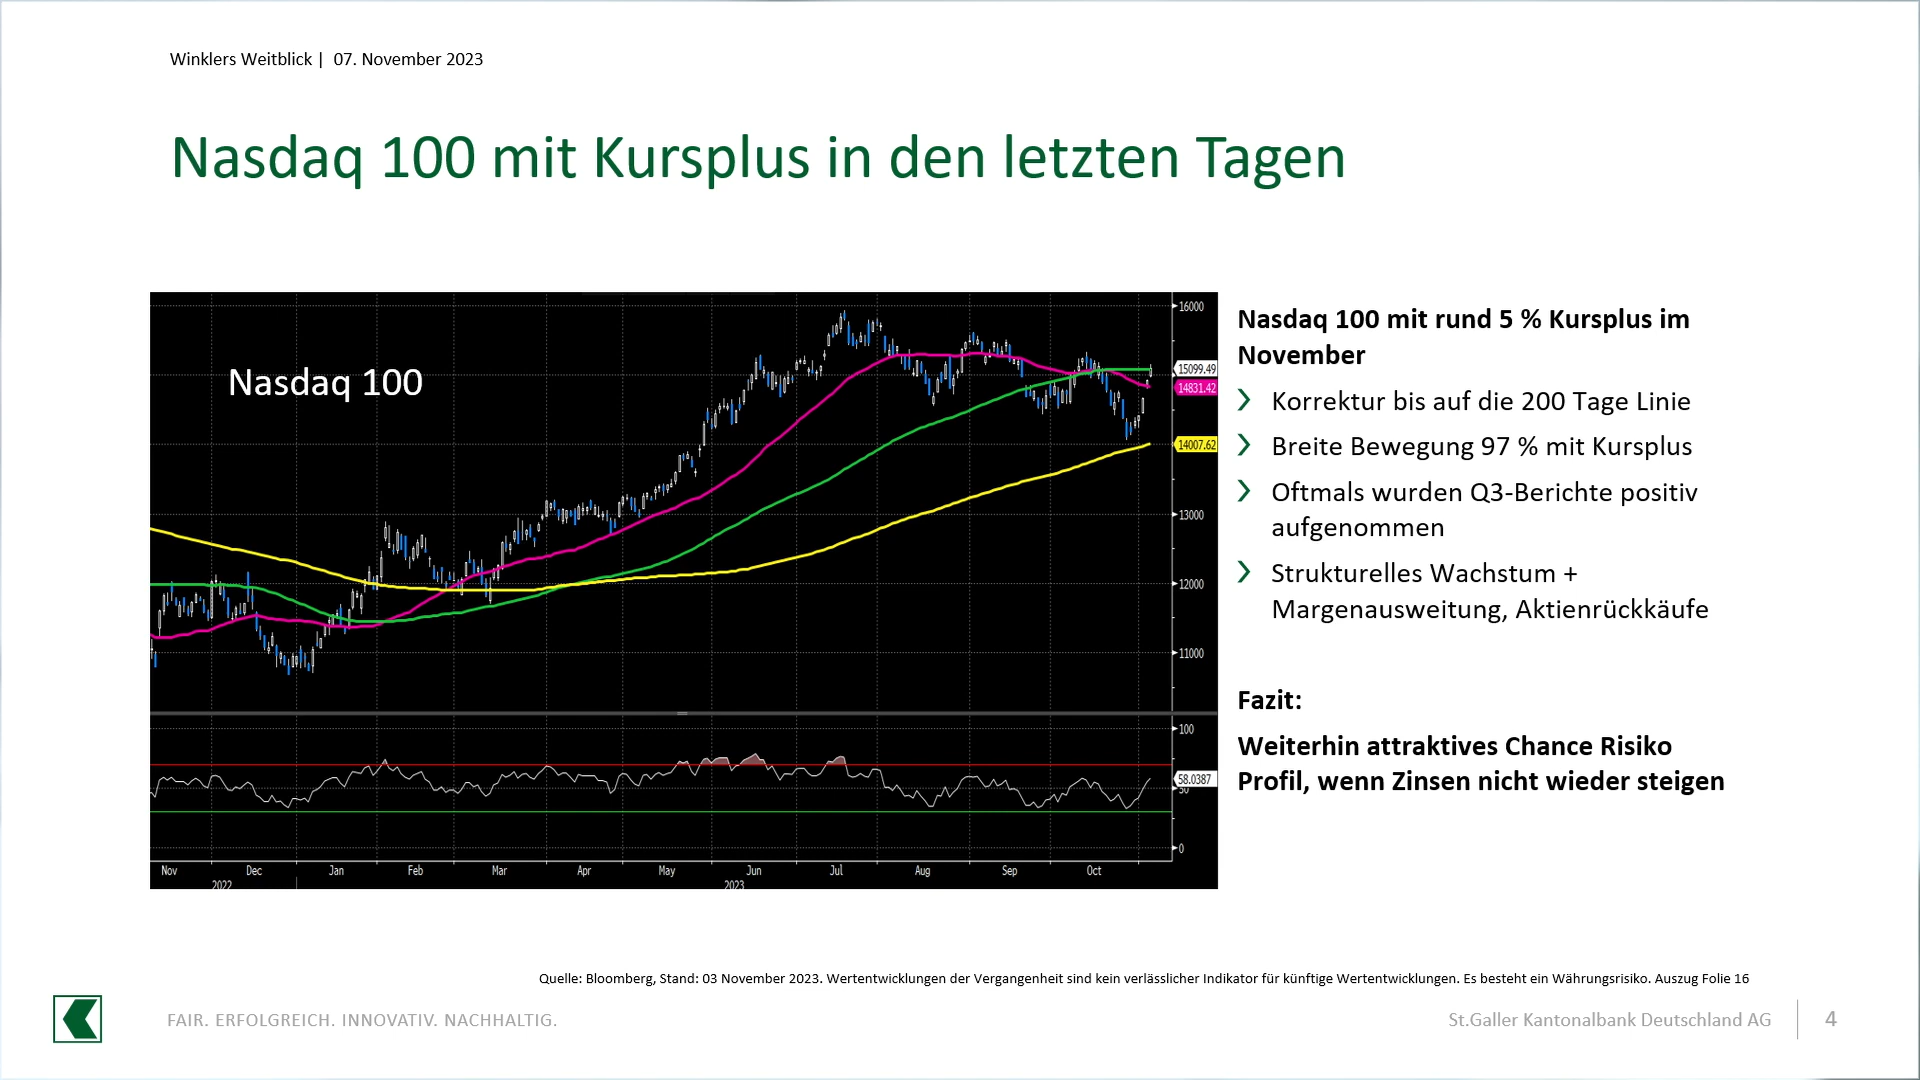 Winklers Weitblick | 07. November 2023
Nasdaq 100 mit Kursplus in den letzten Tagen
Nasdaq 100
16000
15099.49
14831.42
14007.62
13000
12000
11000
100
58.0387
50
0
Nov Dec Jan Feb Mar Apr May Jun Jul Aug Sep Oct
2022 2023
Nasdaq 100 mit rund 5 % Kursplus im
November
Korrektur bis auf die 200 Tage Linie
Breite Bewegung 97 % mit Kursplus
Oftmals wurden Q3-Berichte positiv
aufgenommen
Strukturelles Wachstum +
Margenausweitung, Aktienrückkäufe
Fazit:
Weiterhin attraktives Chance Risiko
Profil, wenn Zinsen nicht wieder steigen
Quelle: Bloomberg, Stand: 03 November 2023. Wertentwicklungen der Vergangenheit sind kein verlässlicher Indikator für künftige Wertentwicklungen. Es besteht ein Währungsrisiko. Auszug Folie 16
FAIR. ERFOLGREICH. INNOVATIV. NACHHALTIG.
St.Galler Kantonalbank Deutschland AG
4